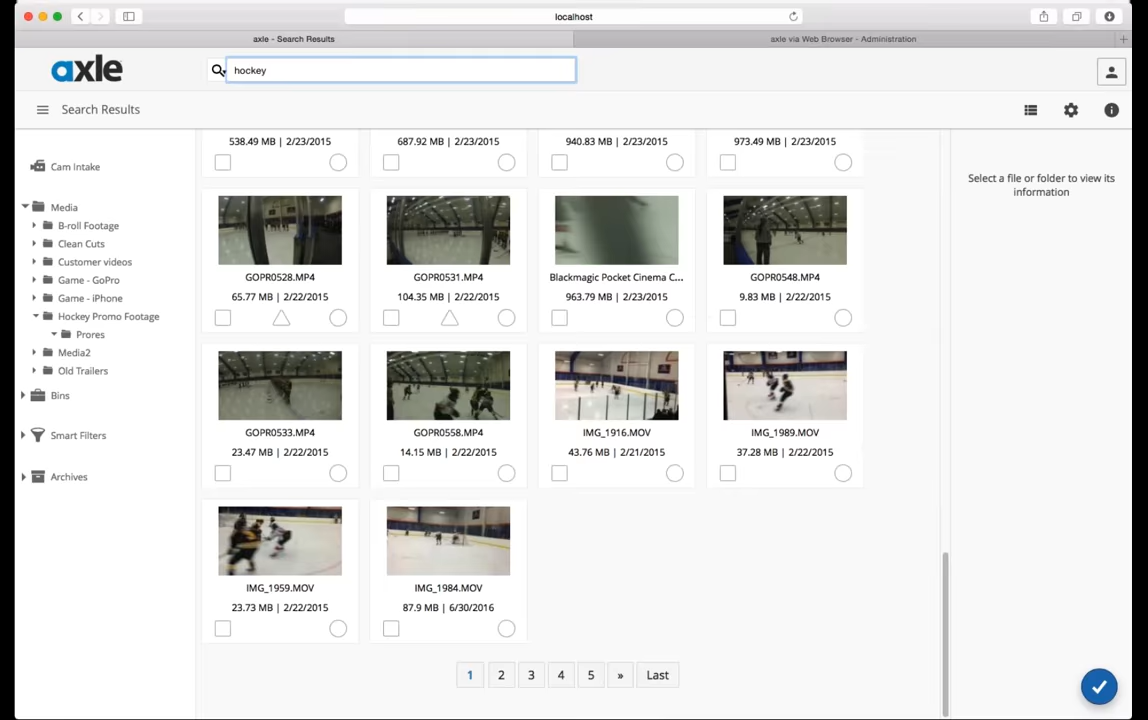 localhost
axle - Search Results
axle via Web Browser - Administration
+
axle
hockey
Search Results
538.49 MB | 2/23/2015
687.92 MB | 2/23/2015
940.83 MB | 2/23/2015
973.49 MB | 2/23/2015
Cam Intake
Media
B-roll Footage
Clean Cuts
Customer videos
Game - GoPro
Game - iPhone
Hockey Promo Footage
Prores
Media2
Old Trailers
Bins
Smart Filters
Archives
GOPR0528.MP4
65.77 MB | 2/22/2015
GOPR0531.MP4
104.35 MB | 2/22/2015
Blackmagic Pocket Cinema C...
963.79 MB | 2/23/2015
GOPR0548.MP4
9.83 MB | 2/22/2015
GOPR0533.MP4
23.47 MB | 2/22/2015
GOPR0558.MP4
14.15 MB | 2/22/2015
IMG_1916.MOV
43.76 MB | 2/21/2015
IMG_1989.MOV
37.28 MB | 2/22/2015
IMG_1959.MOV
23.73 MB | 2/22/2015
IMG_1984.MOV
87.9 MB | 6/30/2016
1 2 3 4 5 » Last
Select a file or folder to view its
information